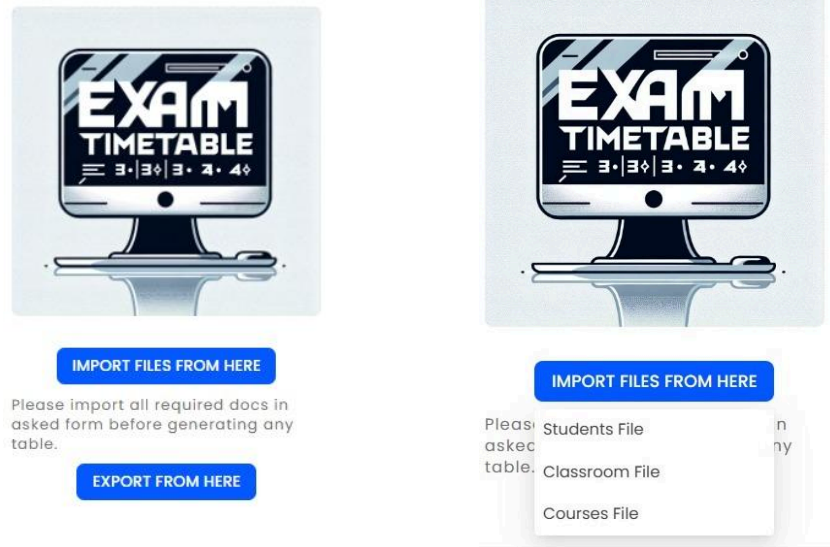 EXAM
TIMETABLE
IMPORT FILES FROM HERE
Please import all required docs in
asked form before generating any
table.
EXPORT FROM HERE
EXAM
TIMETABLE
IMPORT FILES FROM HERE
table.
Students File
Classroom File
Courses File